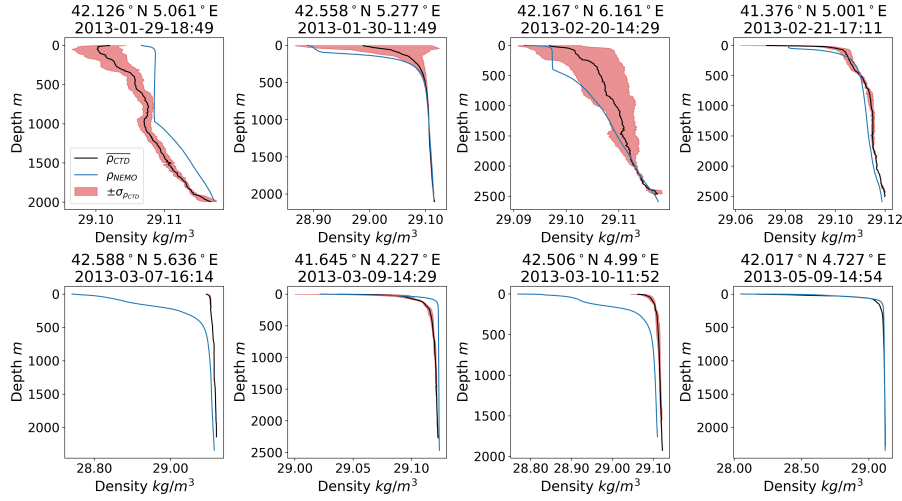 42.126°N 5.061°E
2013-01-29-18:49
42.558°N 5.277°E
2013-01-30-11:49
42.167°N 6.161°E
2013-02-20-14:29
41.376°N 5.001°E
2013-02-21-17:11
Depth m
0
500
1000
1500
2000
29.10
29.11
Density kg/m³
ρCTD
ρNEMO
±σρCTD
Depth m
0
500
1000
1500
2000
28.90
29.00
29.10
Density kg/m³
Depth m
0
500
1000
1500
2000
2500
29.09
29.10
29.11
Density kg/m³
Depth m
0
500
1000
1500
2000
2500
29.06
29.08
29.10
29.12
Density kg/m³
42.588°N 5.636°E
2013-03-07-16:14
41.645°N 4.227°E
2013-03-09-14:29
42.506°N 4.99°E
2013-03-10-11:52
42.017°N 4.727°E
2013-05-09-14:54
Depth m
0
500
1000
1500
2000
28.80
29.00
Density kg/m³
Depth m
0
500
1000
1500
2000
2500
29.00
29.05
29.10
Density kg/m³
Depth m
0
500
1000
1500
2000
28.80
28.90
29.00
29.10
Density kg/m³
Depth m
0
500
1000
1500
2000
28.00
28.50
29.00
Density kg/m³